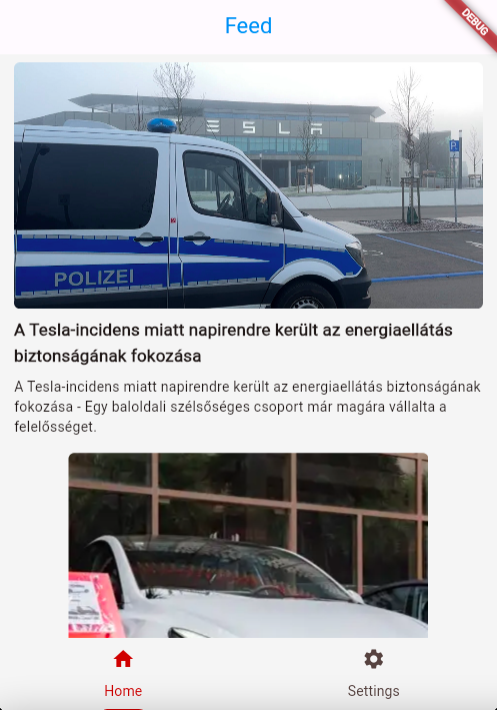 Feed
DEBUG
TESLA
POLIZEI
A Tesla-incidens miatt napirendre került az energiaellátás
biztonságának fokozása
A Tesla-incidens miatt napirendre került az energiaellátás biztonságának
fokozása - Egy baloldali szélsőséges csoport már magára vállalta a
felelősséget.
Home
Settings